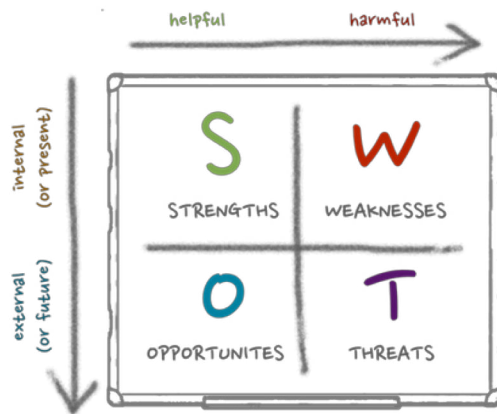 helpful harmful
internal
(or present)
S W
STRENGTHS WEAKNESSES
external
(or future)
O T
OPPORTUNITES THREATS